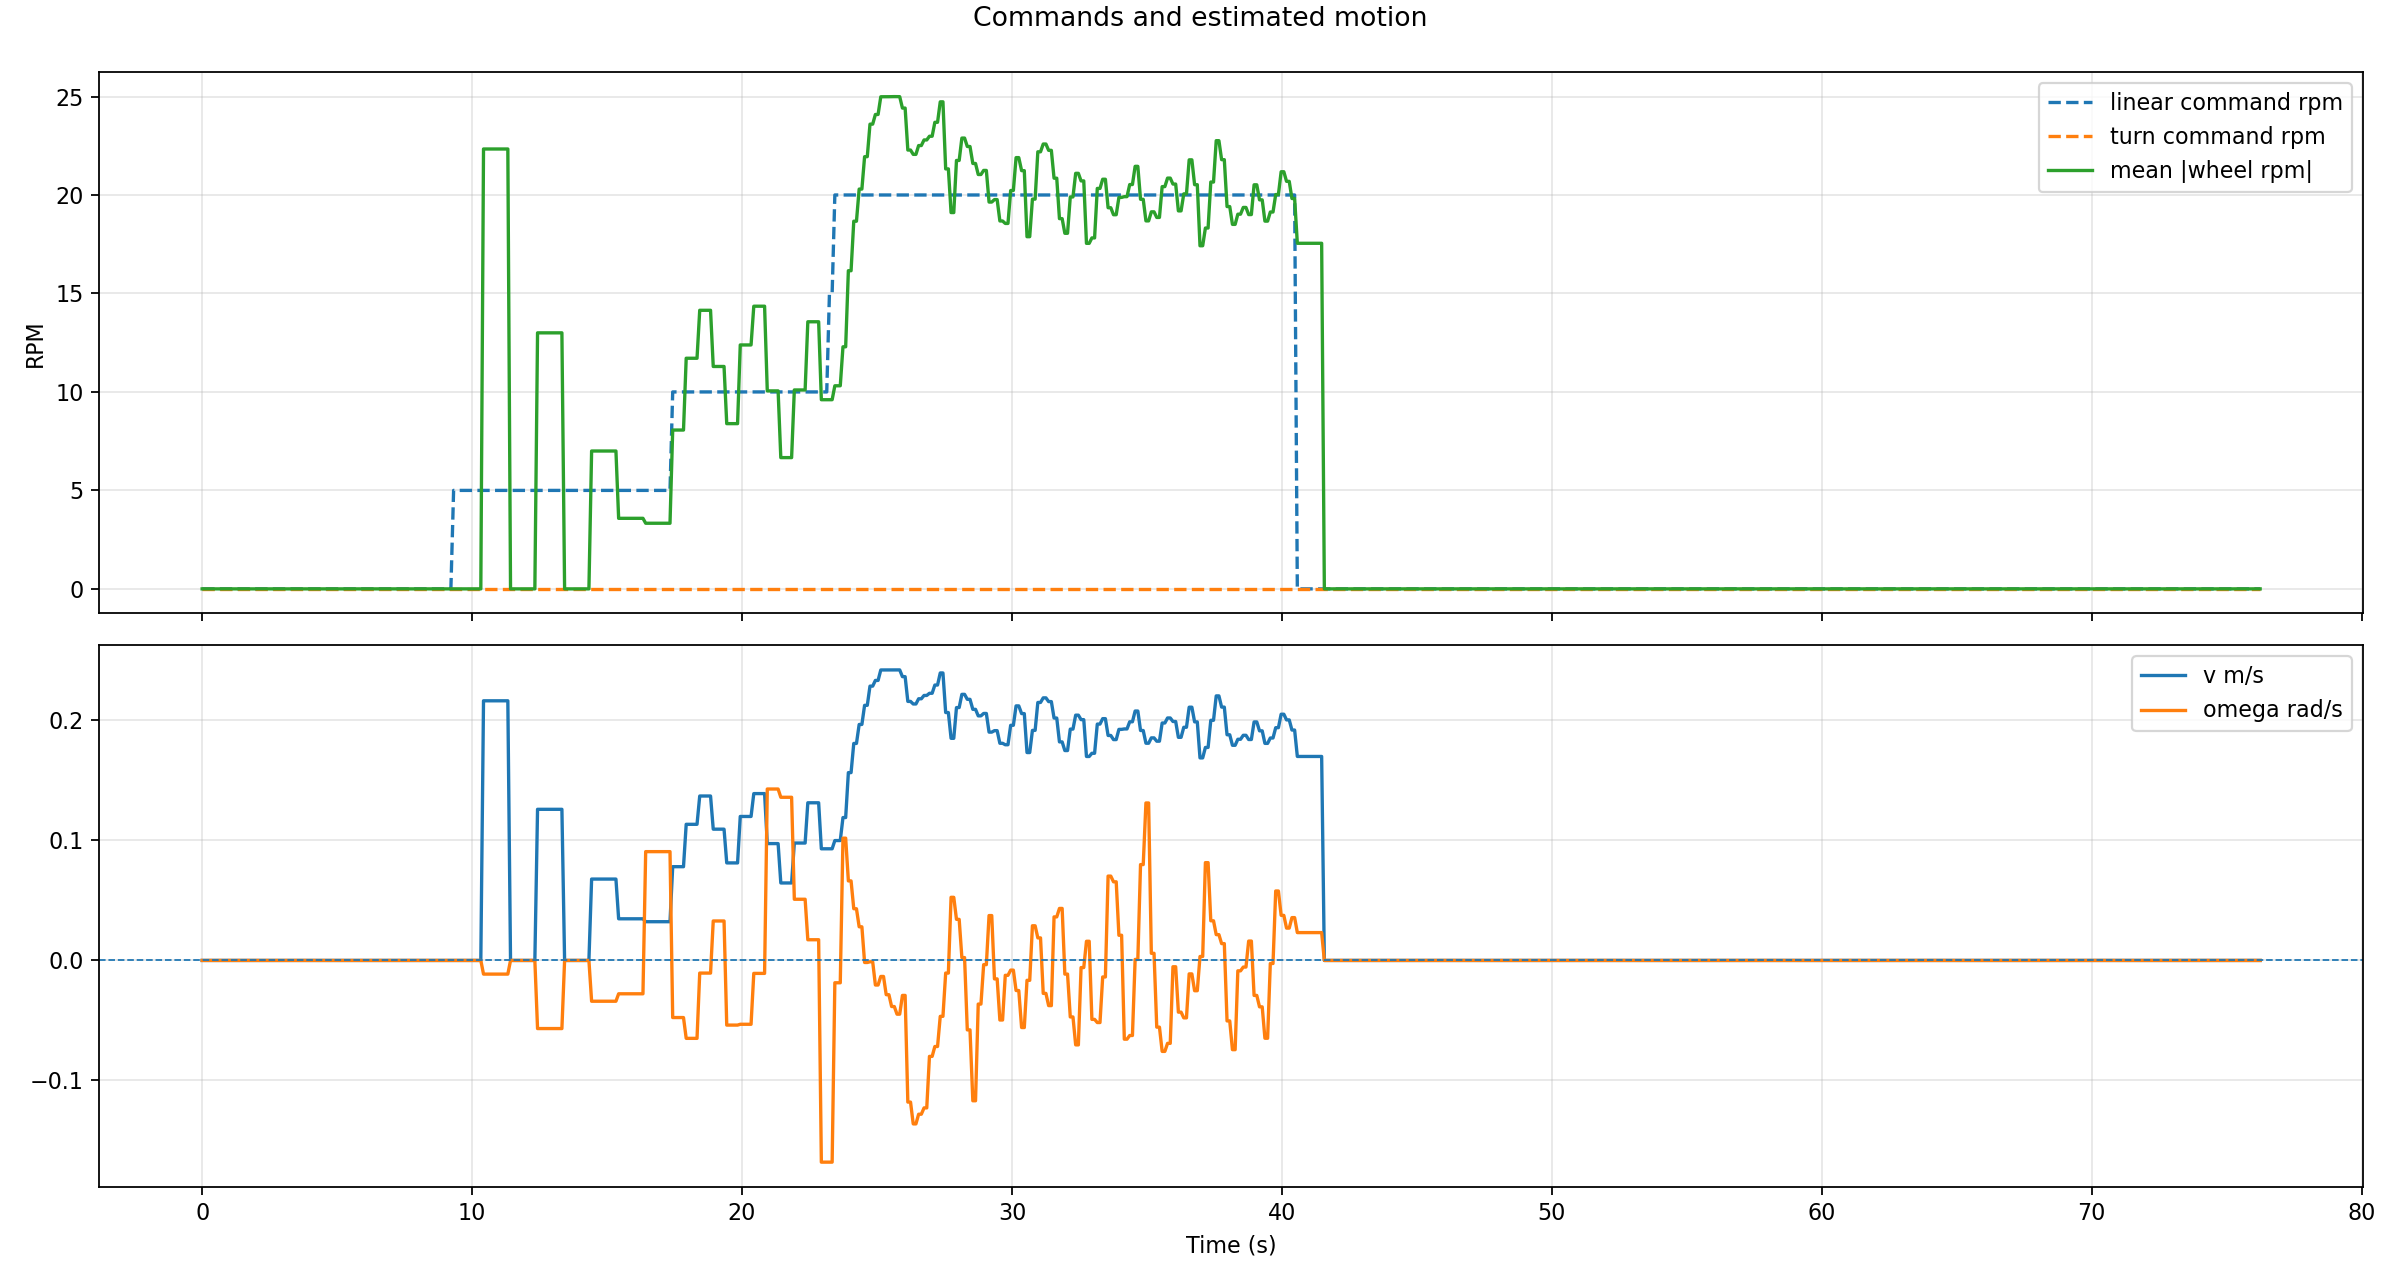 Commands and estimated motion
25
20
15
10
5
0
RPM
linear command rpm
turn command rpm
mean |wheel rpm|
0.2
0.1
0.0
−0.1
v m/s
omega rad/s
0 10 20 30 40 50 60 70 80
Time (s)